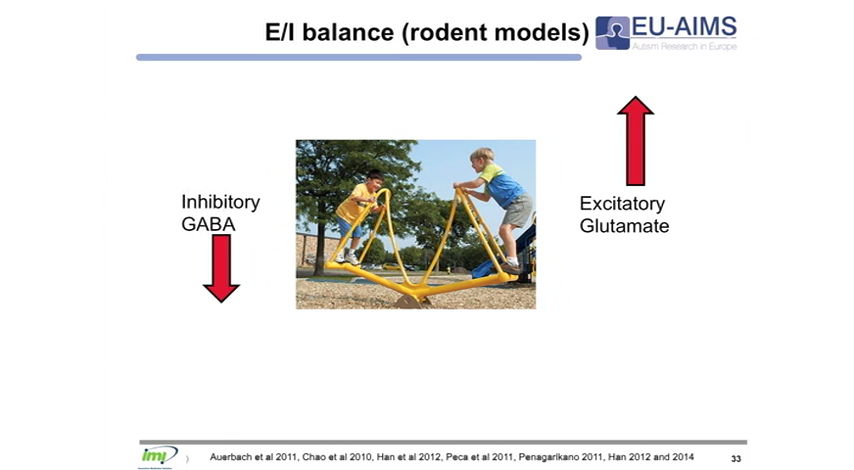 E/I balance (rodent models)
EU-AIMS
Autism Research in Europe
Inhibitory
GABA
Excitatory
Glutamate
imi
)
Auerbach et al 2011, Chao et al 2010, Han et al 2012, Peca et al 2011, Penagarikano 2011, Han 2012 and 2014
33